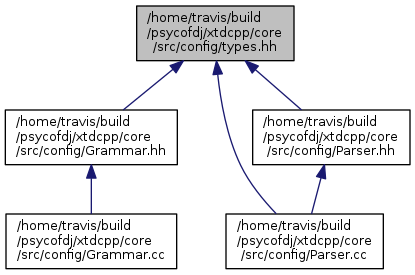 /home/travis/build
/psycofdj/xtdcpp/core
/src/config/types.hh
/home/travis/build
/psycofdj/xtdcpp/core
/src/config/Grammar.hh
/home/travis/build
/psycofdj/xtdcpp/core
/src/config/Parser.hh
/home/travis/build
/psycofdj/xtdcpp/core
/src/config/Grammar.cc
/home/travis/build
/psycofdj/xtdcpp/core
/src/config/Parser.cc